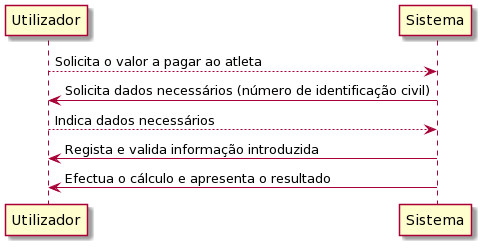 Utilizador Sistema
Solicita o valor a pagar ao atleta
Solicita dados necessários (número de identificação civil)
Indica dados necessários
Regista e valida informação introduzida
Efectua o cálculo e apresenta o resultado
Utilizador Sistema